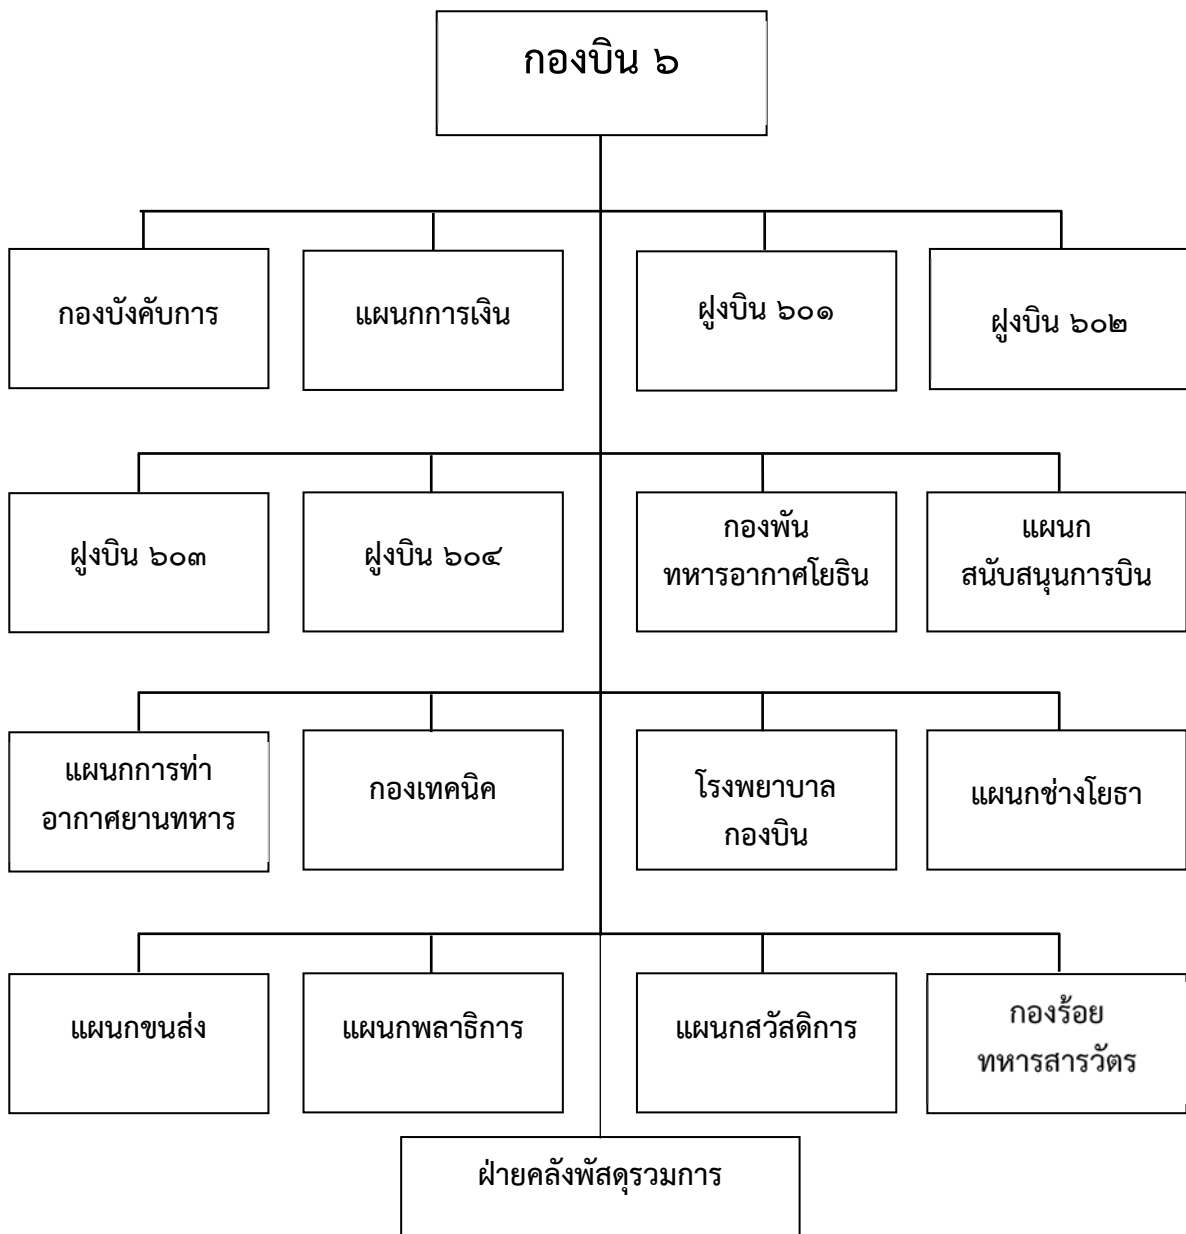 กองบิน ๖
กองบังคับการ
แผนกการเงิน
ฝูงบิน ๖๐๑
ฝูงบิน ๖๐๒
ฝูงบิน ๖๐๓
ฝูงบิน ๖๐๔
กองพัน
ทหารอากาศโยธิน
แผนก
สนับสนุนการบิน
แผนกการท่า
อากาศยานทหาร
กองเทคนิค
โรงพยาบาล
กองบิน
แผนกช่างโยธา
แผนกขนส่ง
แผนกพลาธิการ
แผนกสวัสดิการ
กองร้อย
ทหารสารวัตร
ฝ่ายคลังพัสดุรวมการ